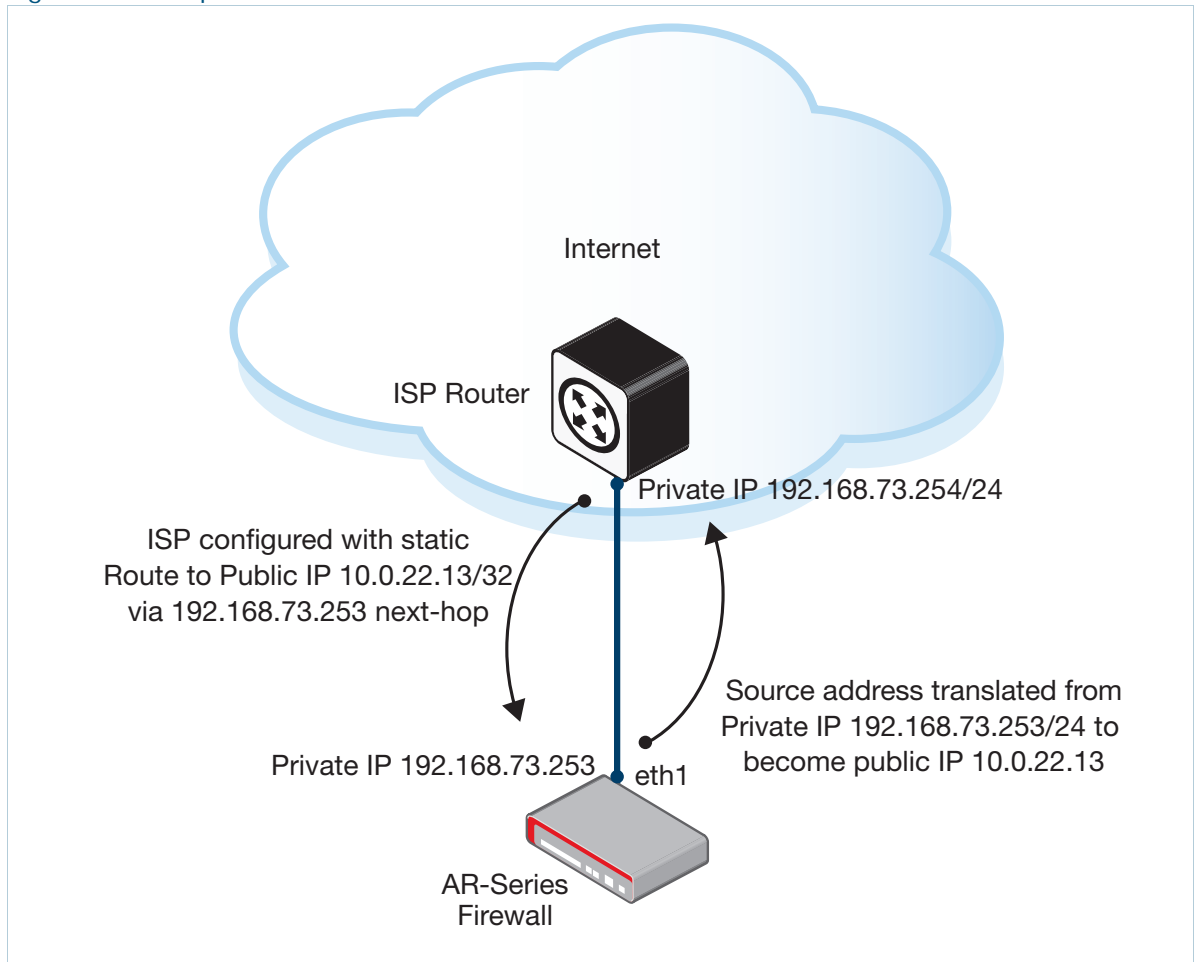 Internet
ISP Router
Private IP 192.168.73.254/24
ISP configured with static
Route to Public IP 10.0.22.13/32
via 192.168.73.253 next-hop
Source address translated from
Private IP 192.168.73.253/24 to
become public IP 10.0.22.13
Private IP 192.168.73.253
eth1
AR-Series
Firewall